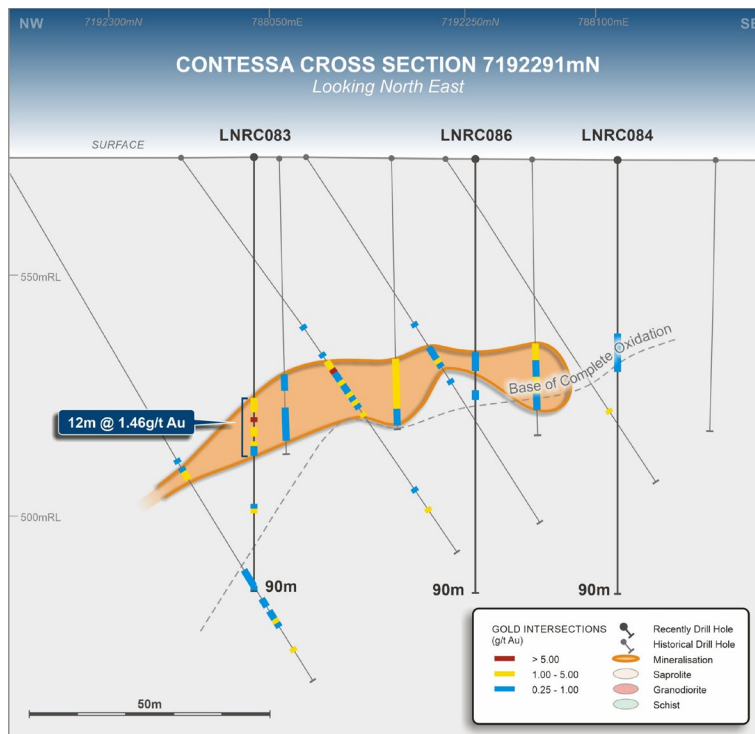 NW 7192300mN 788050mE 7192250mN 788100mE SE
CONTESSA CROSS SECTION 7192291mN
Looking North East
LNRC083 LNRC086 LNRC084
SURFACE
550mRL
Base of Complete Oxidation
12m @ 1.46g/t Au
500mRL
90m 90m 90m
GOLD INTERSECTIONS
(g/t Au)
> 5.00
1.00 - 5.00
0.25 - 1.00
Recently Drill Hole
Historical Drill Hole
Mineralisation
Saprolite
Granodiorite
Schist
50m